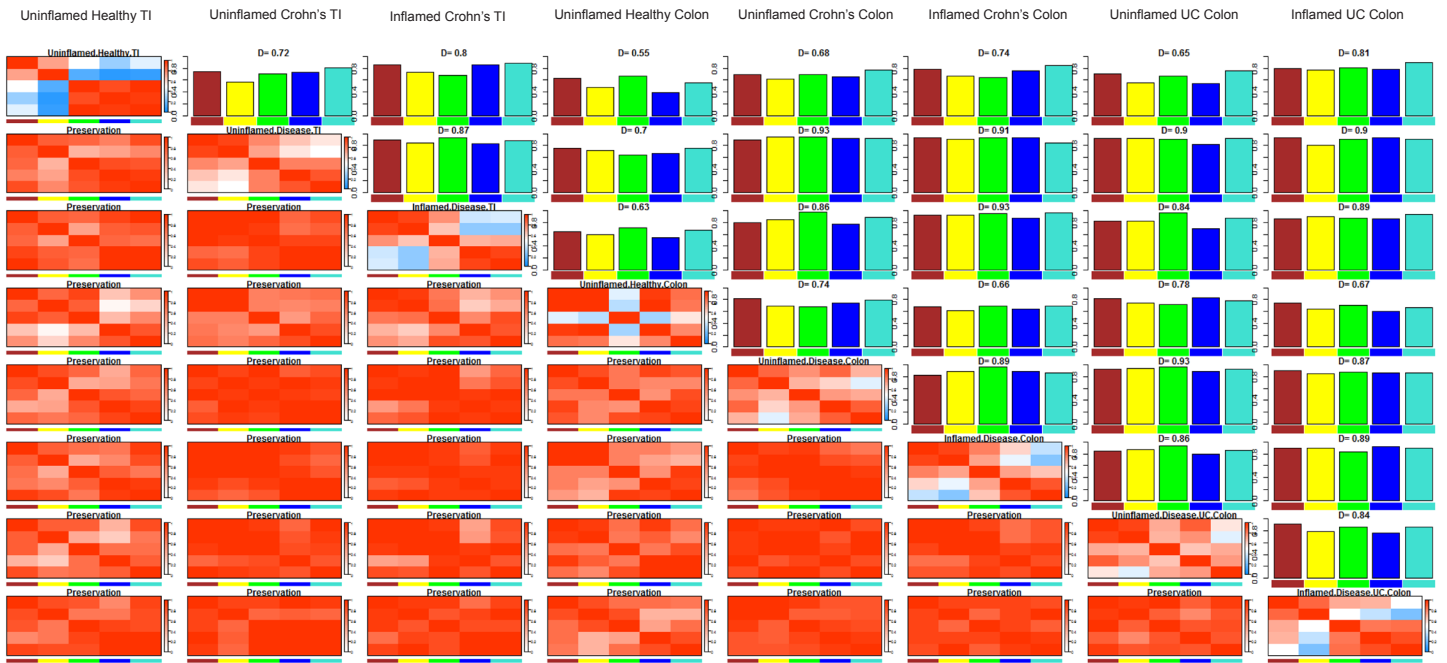 Uninflamed Healthy TI
Uninflamed Crohn's TI
Inflamed Crohn's TI
Uninflamed Healthy Colon
Uninflamed Crohn's Colon
Inflamed Crohn's Colon
Uninflamed UC Colon
Inflamed UC Colon
Uninflamed.Healthy.TI
D= 0.72
D= 0.8
D= 0.55
D= 0.68
D= 0.74
D= 0.65
D= 0.81
Preservation
Uninflamed.Disease.TI
D= 0.87
D= 0.7
D= 0.93
D= 0.91
D= 0.9
D= 0.9
Preservation
Preservation
Inflamed.Disease.TI
D= 0.63
D= 0.86
D= 0.93
D= 0.84
D= 0.89
Preservation
Preservation
Preservation
Uninflamed.Healthy.Colon
D= 0.74
D= 0.66
D= 0.78
D= 0.67
Preservation
Preservation
Preservation
Preservation
Uninflamed.Disease.Colon
D= 0.89
D= 0.93
D= 0.87
Preservation
Preservation
Preservation
Preservation
Preservation
Inflamed.Disease.Colon
D= 0.86
D= 0.89
Preservation
Preservation
Preservation
Preservation
Preservation
Preservation
Uninflamed.Disease.UC.Colon
D= 0.84
Preservation
Preservation
Preservation
Preservation
Preservation
Preservation
Preservation
Inflamed.Disease.UC.Colon